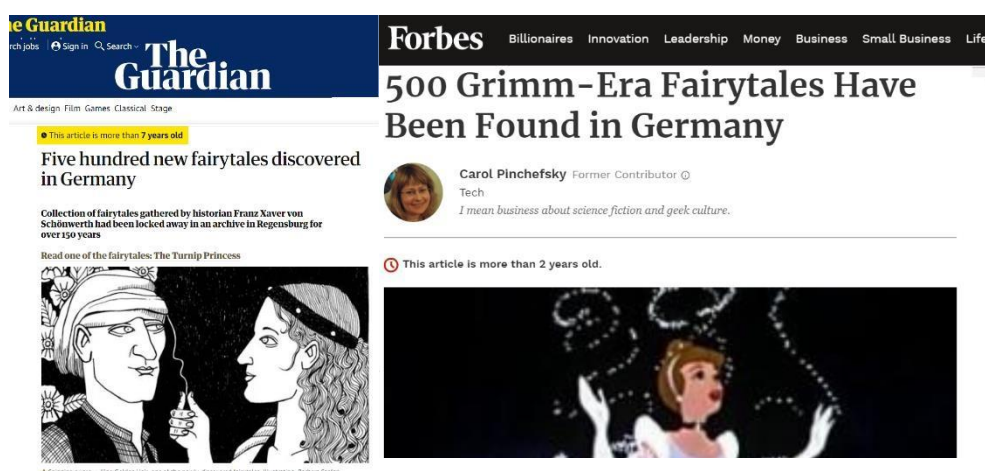 e Guardian
rch jobs Sign in Search
The
Guardian
Art & design Film Games Classical Stage
This article is more than 7 years old
Five hundred new fairytales discovered
in Germany
Collection of fairytales gathered by historian Franz Xaver von
Schönwerth had been locked away in an archive in Regensburg for
over 150 years
Read one of the fairytales: The Turnip Princess
Forbes Billionaires Innovation Leadership Money Business Small Business Life
500 Grimm-Era Fairytales Have
Been Found in Germany
Carol Pinchefsky Former Contributor
Tech
I mean business about science fiction and geek culture.
This article is more than 2 years old.